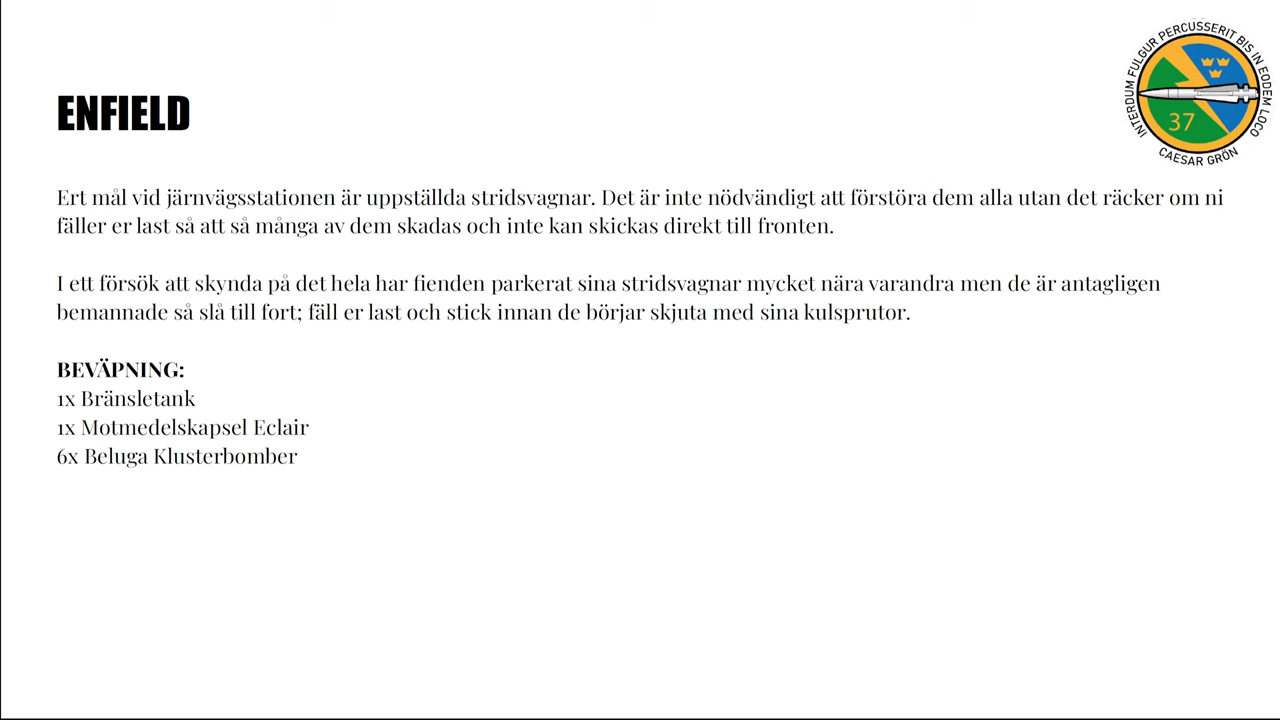 INTERDUM FULGUR PERCUSSERIT BIS IN EODEM LOCO
37
CAESAR GRÖN
ENFIELD
Ert mål vid järnvägsstationen är uppställda stridsvagnar. Det är inte nödvändigt att förstöra dem alla utan det räcker om ni
fäller er last så att så många av dem skadas och inte kan skickas direkt till fronten.
I ett försök att skynda på det hela har fienden parkerat sina stridsvagnar mycket nära varandra men de är antagligen
bemannade så slå till fort; fäll er last och stick innan de börjar skjuta med sina kulsprutor.
BEVÄPNING:
1x Bränsletank
1x Motmedelskapsel Eclair
6x Beluga Klusterbomber